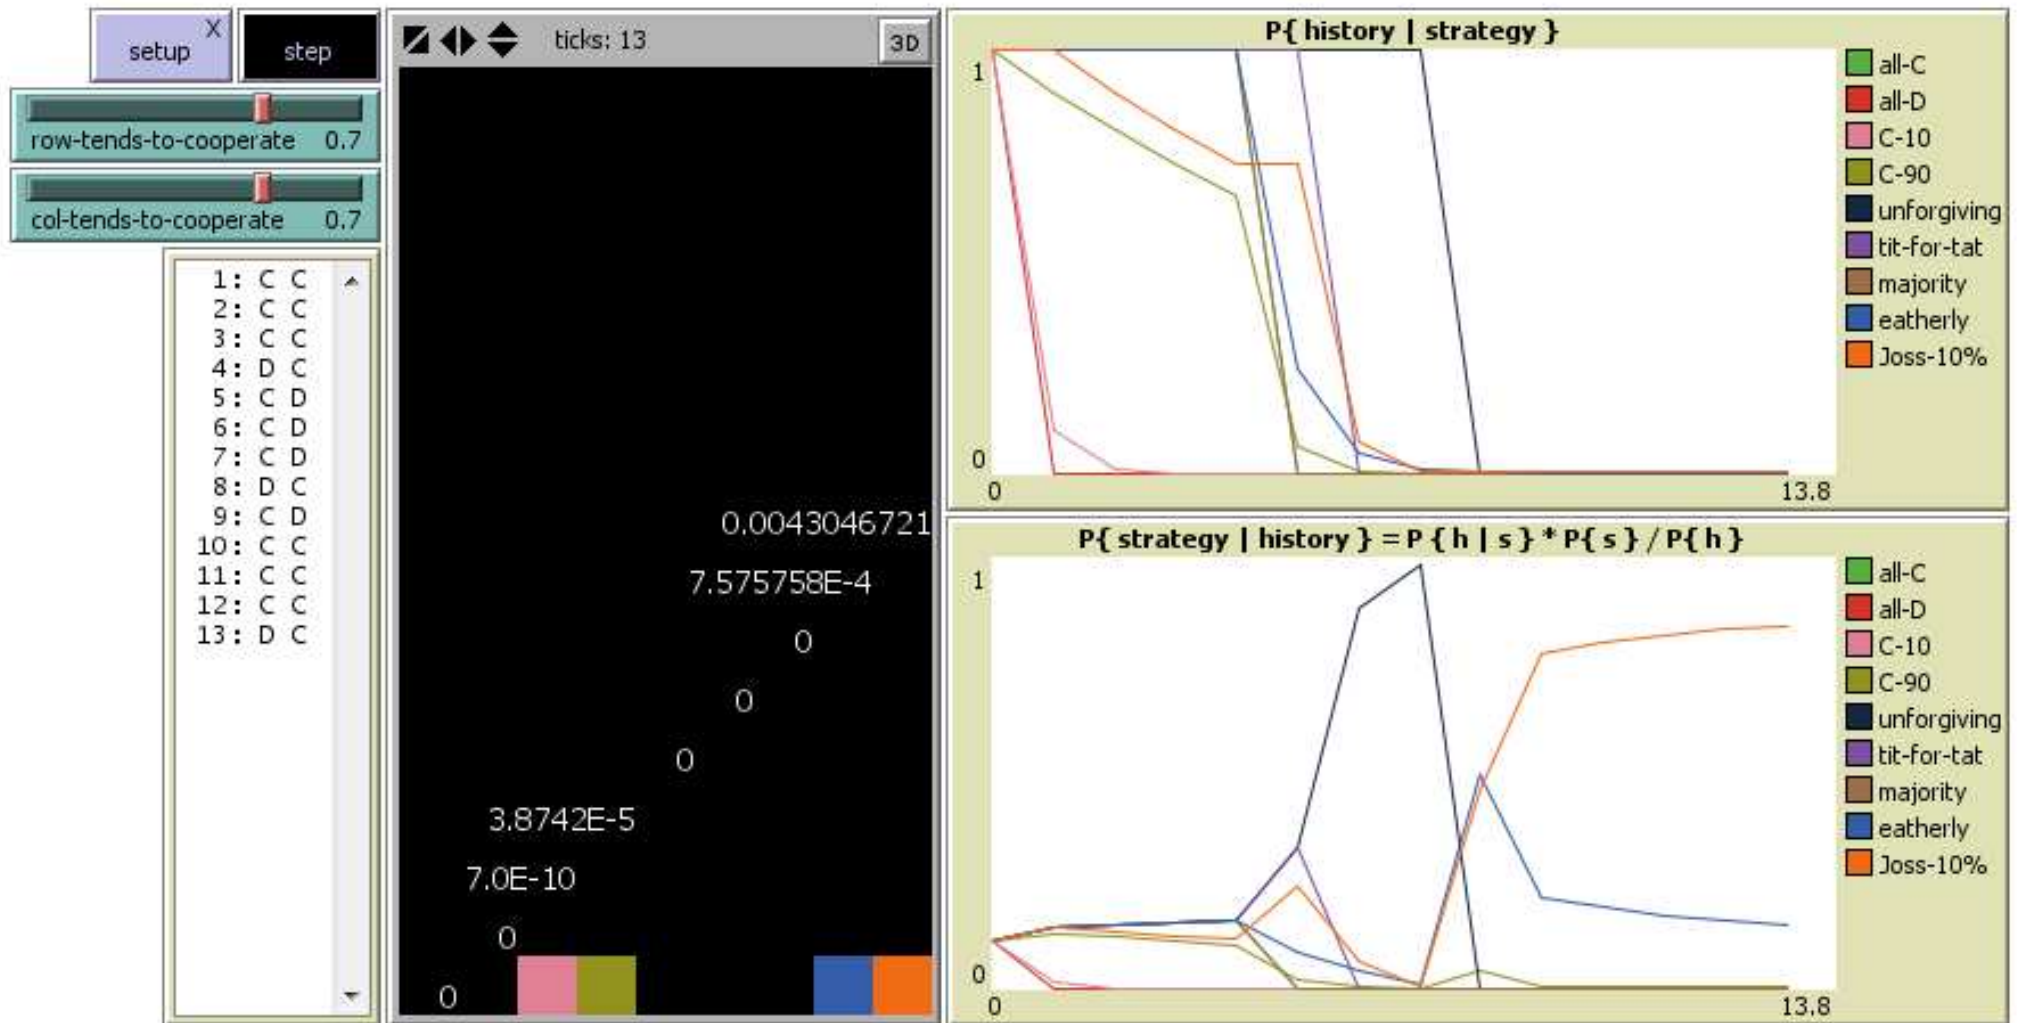 setup X
step
row-tends-to-cooperate 0.7
col-tends-to-cooperate 0.7
1: C C
2: C C
3: C C
4: D C
5: C D
6: C D
7: C D
8: D C
9: C D
10: C C
11: C C
12: C C
13: D C
ticks: 13
3D
0.0043046721
7.575758E-4
0
0
0
3.8742E-5
7.0E-10
0
0
P{ history | strategy }
1
0
0
13.8
all-C
all-D
C-10
C-90
unforgiving
tit-for-tat
majority
eatherly
Joss-10%
P{ strategy | history } = P { h | s } * P{ s } / P{ h }
1
0
0
13.8
all-C
all-D
C-10
C-90
unforgiving
tit-for-tat
majority
eatherly
Joss-10%